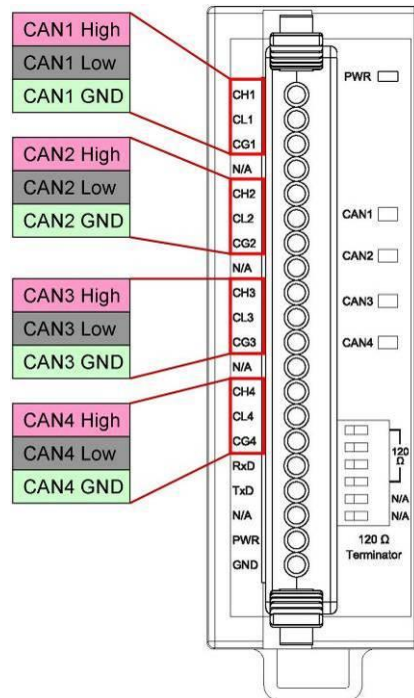 CAN1 High
CAN1 Low
CAN1 GND
CAN2 High
CAN2 Low
CAN2 GND
CAN3 High
CAN3 Low
CAN3 GND
CAN4 High
CAN4 Low
CAN4 GND
CH1
CL1
CG1
N/A
CH2
CL2
CG2
N/A
CH3
CL3
CG3
N/A
CH4
CL4
CG4
RxD
TxD
N/A
PWR
GND
PWR
CAN1
CAN2
CAN3
CAN4
120
Ω
N/A
N/A
120 Ω
Terminator